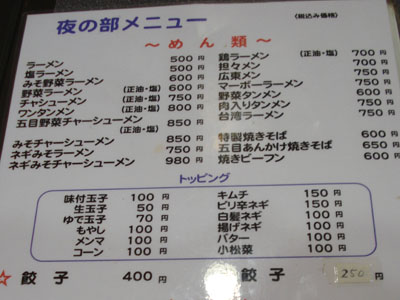 夜の部メニュー
(税込み価格)
～めん類～
ラーメン 500円
塩ラーメン 500円
みそ野菜ラーメン 600円
野菜ラーメン (正油・塩) 600円
チャシューメン (正油・塩) 750円
ワンタンメン (正油・塩) 800円
五目野菜チャーシューメン (正油・塩) 850円
みそチャーシューメン 850円
ネギみそラーメン 750円
ネギみそチャーシューメン 980円
鶏ラーメン (正油・塩) 700円
担々メン 700円
広東メン 750円
マーボーラーメン 750円
野菜タンメン 600円
肉入りタンメン 650円
台湾ラーメン 750円
特製焼きそば 600円
五目あんかけ焼きそば 650円
焼きビーフン 600円
トッピング
味付玉子 100円
生玉子 50円
ゆで玉子 70円
もやし 100円
メンマ 100円
コーン 100円
キムチ 150円
ピリ辛ネギ 150円
白髪ネギ 100円
揚げネギ 100円
バター 100円
小松菜 100円
☆ 餃子 400円
餃子 250円